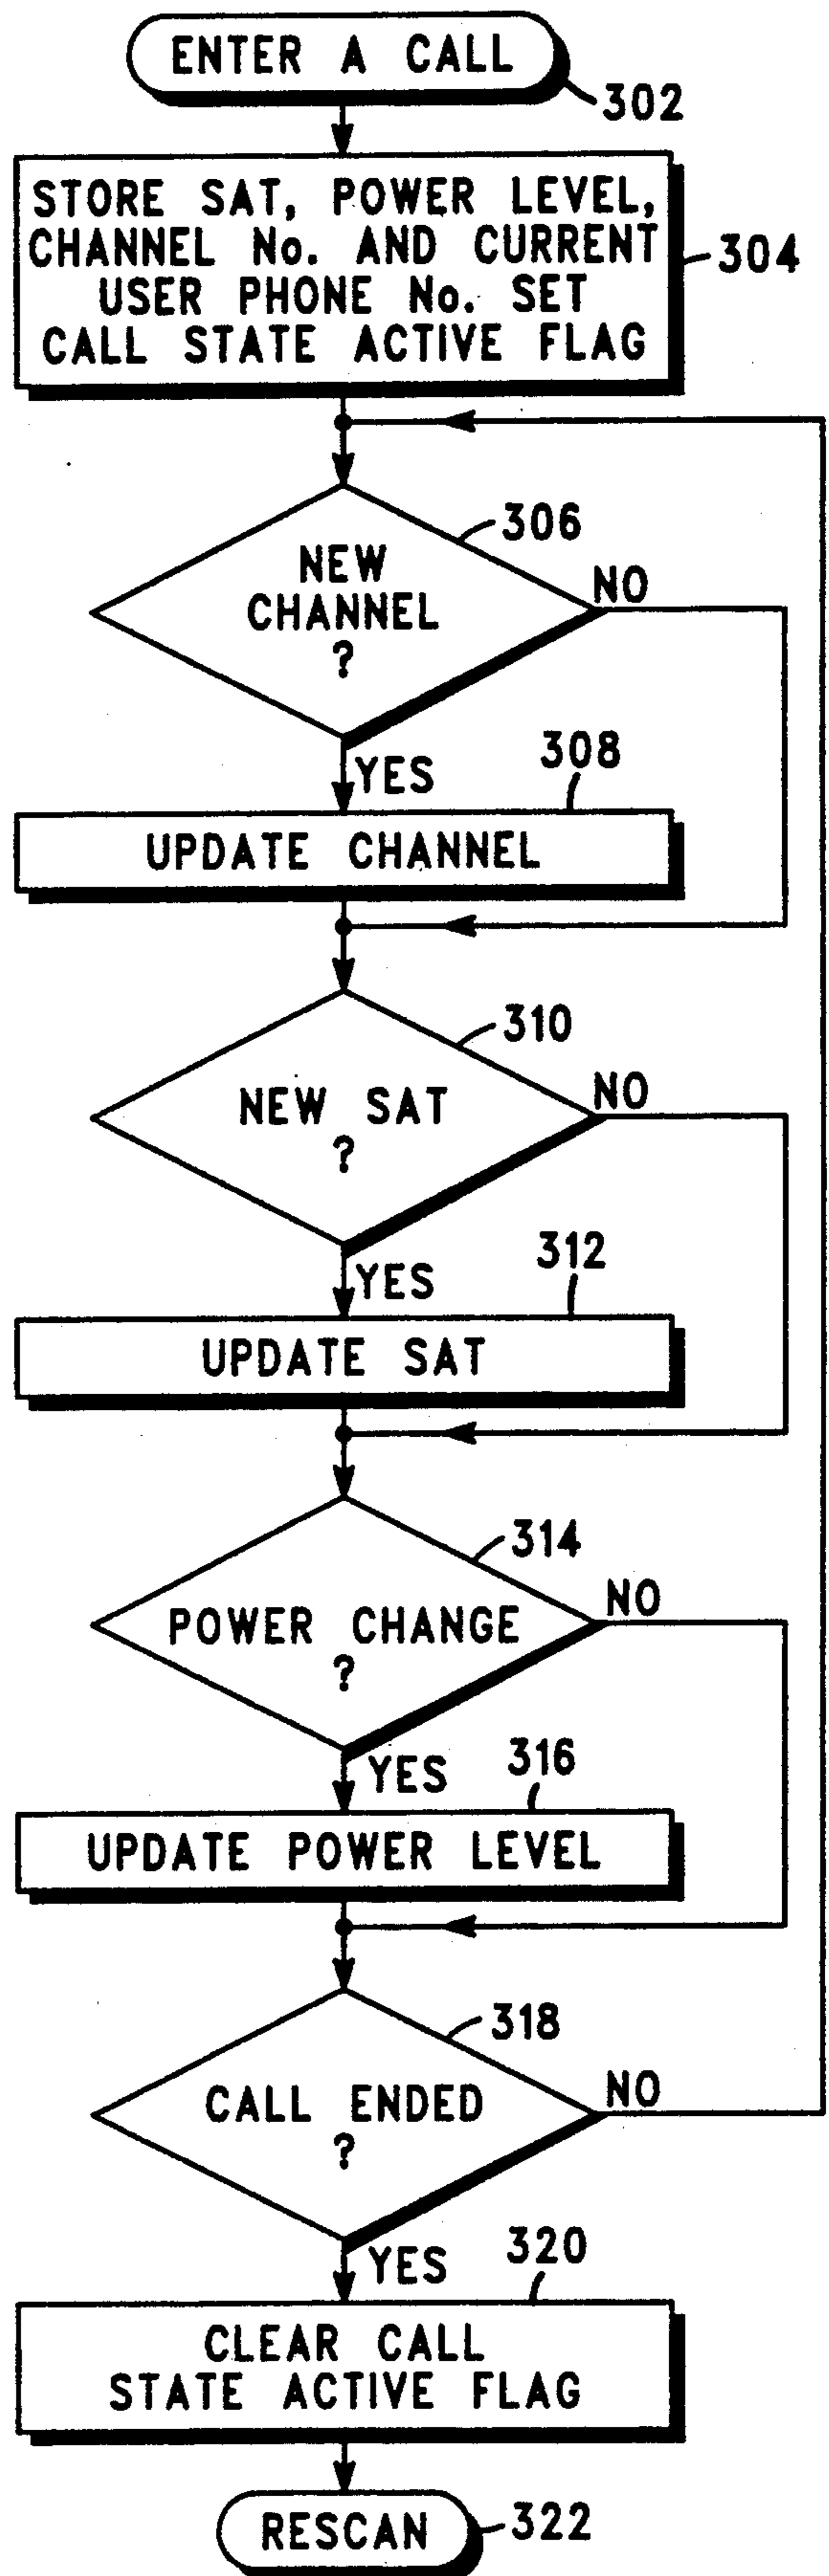 ENTER A CALL
302
STORE SAT, POWER LEVEL,
CHANNEL No. AND CURRENT
USER PHONE No. SET
CALL STATE ACTIVE FLAG
304
306
NEW
CHANNEL
?
NO
YES
308
UPDATE CHANNEL
310
NEW SAT
?
NO
YES
312
UPDATE SAT
314
POWER CHANGE
?
NO
YES
316
UPDATE POWER LEVEL
318
CALL ENDED
?
NO
YES
320
CLEAR CALL
STATE ACTIVE FLAG
RESCAN
322